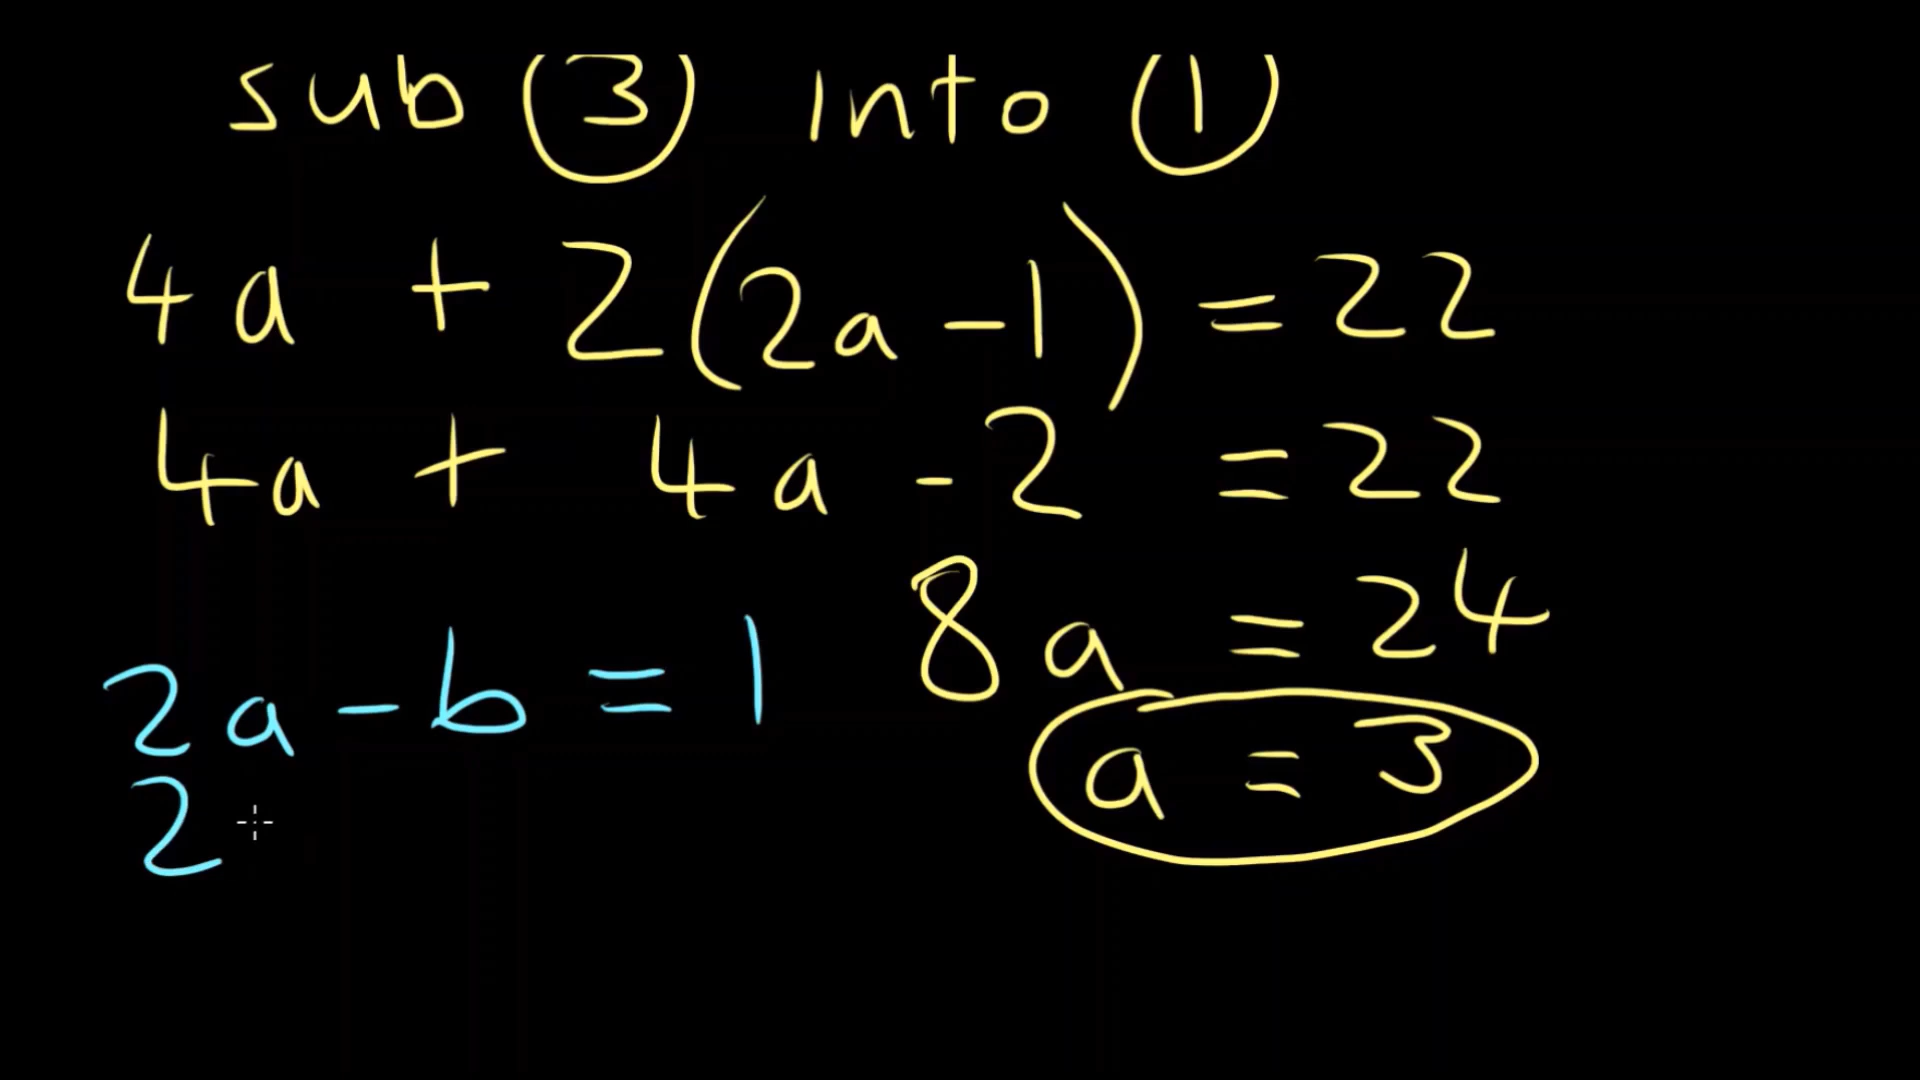 sub (3) into (1)
4a + 2(2a - 1) = 22
4a + 4a - 2 = 22
8a = 24
2a - b = 1
a = 3
2